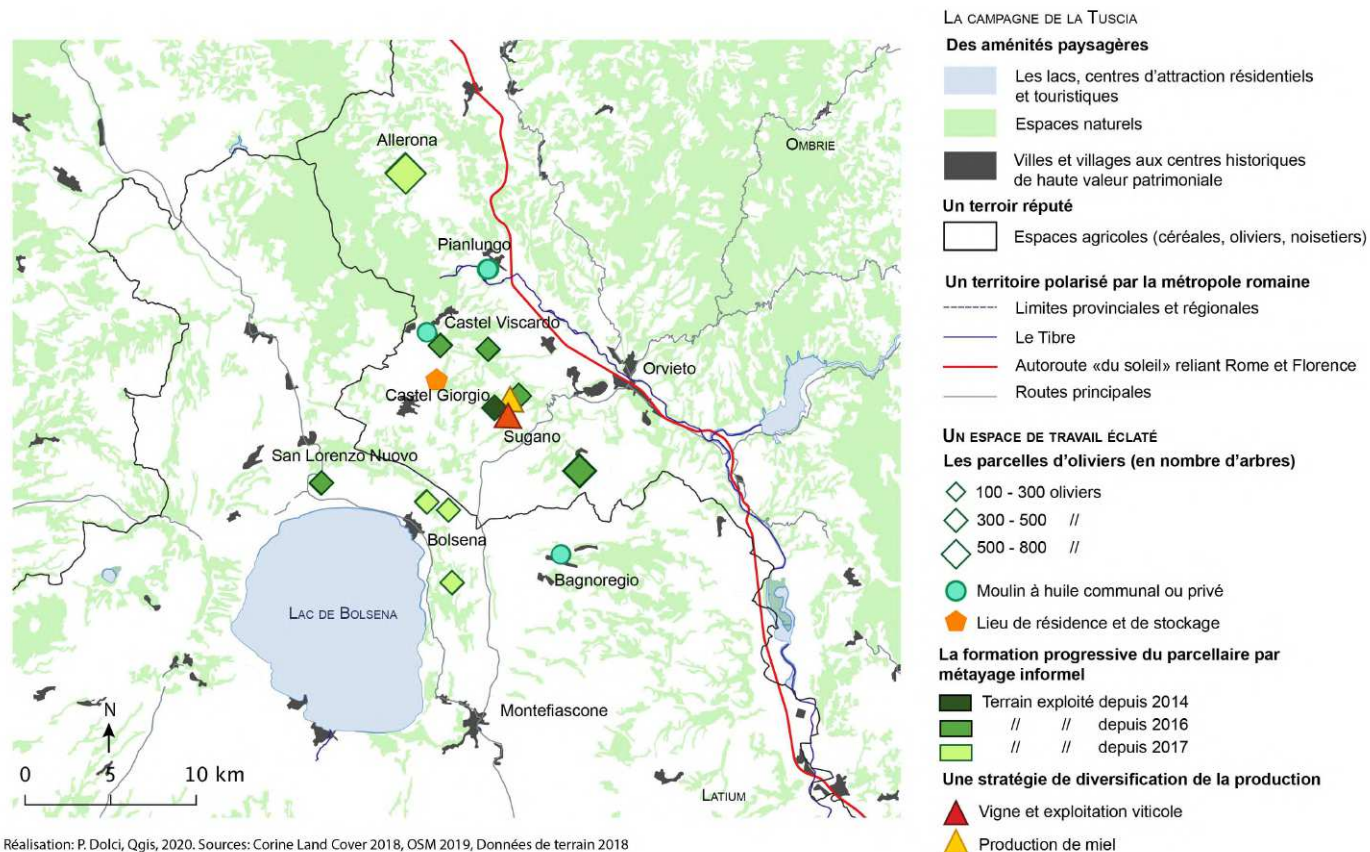 Allerona
OMBRIE
Pianlungo
Castel Viscardo
Orvieto
Castel Giorgio
Sugano
San Lorenzo Nuovo
Bolsena
Bagnoregio
LAC DE BOLSENA
Montefiascone
N
0 5 10 km
LATIUM
Réalisation: P. Dolci, Qgis, 2020. Sources: Corine Land Cover 2018, OSM 2019, Données de terrain 2018
LA CAMPAGNE DE LA TUSCIA
Des aménités paysagères
Les lacs, centres d'attraction résidentiels
et touristiques
Espaces naturels
Villes et villages aux centres historiques
de haute valeur patrimoniale
Un terroir réputé
Espaces agricoles (céréales, oliviers, noisetiers)
Un territoire polarisé par la métropole romaine
Limites provinciales et régionales
Le Tibre
Autoroute «du soleil» reliant Rome et Florence
Routes principales
UN ESPACE DE TRAVAIL ÉCLATÉ
Les parcelles d'oliviers (en nombre d'arbres)
100 - 300 oliviers
300 - 500 //
500 - 800 //
Moulin à huile communal ou privé
Lieu de résidence et de stockage
La formation progressive du parcellaire par
métayage informel
Terrain exploité depuis 2014
// // depuis 2016
// // depuis 2017
Une stratégie de diversification de la production
Vigne et exploitation viticole
Production de miel